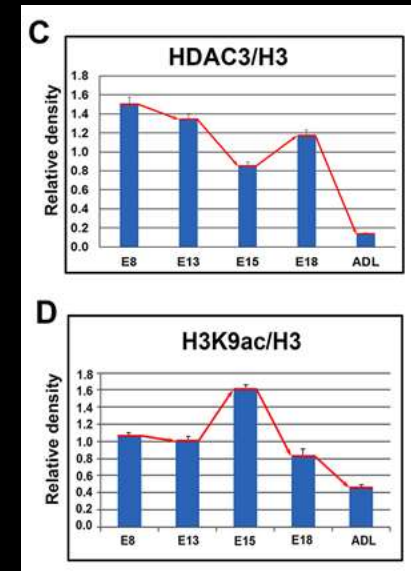 C
HDAC3/H3
Relative density
1.8
1.6
1.4
1.2
1.0
0.8
0.6
0.4
0.2
0.0
E8 E13 E15 E18 ADL
D
H3K9ac/H3
Relative density
1.8
1.6
1.4
1.2
1.0
0.8
0.6
0.4
0.2
0.0
E8 E13 E15 E18 ADL